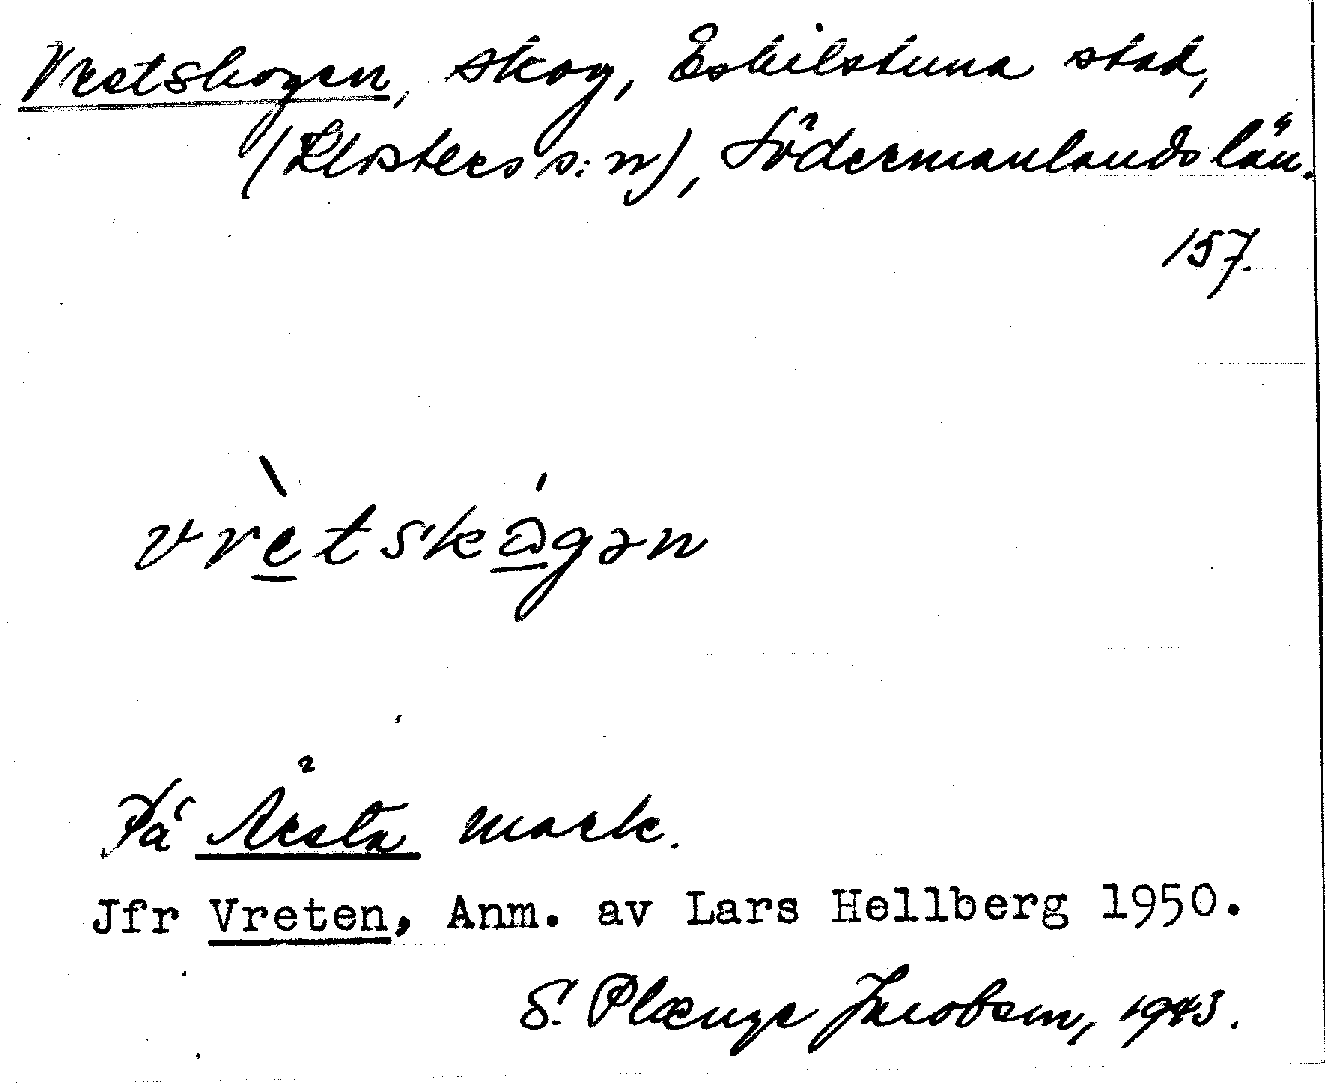 Vretskogen, skog, Eskilstuna stad,
(Klosters s:n), Södermanlands län.
157.
vrètskågən
På Årsta mark.
Jfr Vreten, Anm. av Lars Hellberg 1950.
S. Plænge Jacobsen, 1943.